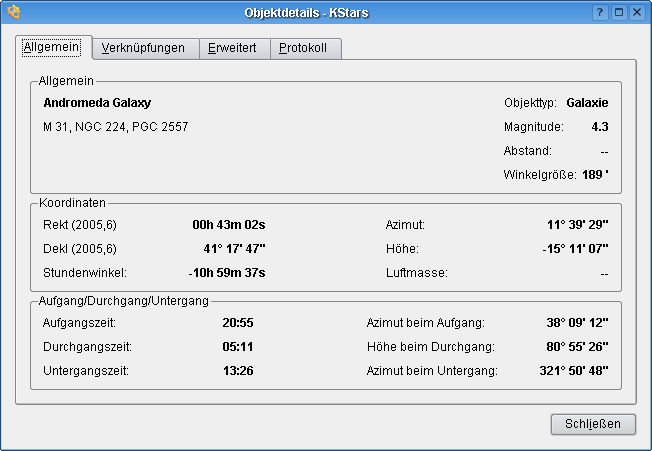 Objektdetails - KStars
Allgemein Verknüpfungen Erweitert Protokoll
Allgemein
Andromeda Galaxy Objekttyp: Galaxie
M 31, NGC 224, PGC 2557 Magnitude: 4.3
Abstand: --
Winkelgröße: 189 '
Koordinaten
Rekt (2005,6) 00h 43m 02s Azimut: 11° 39' 29"
Dekl (2005,6) 41° 17' 47" Höhe: -15° 11' 07"
Stundenwinkel: -10h 59m 37s Luftmasse: --
Aufgang/Durchgang/Untergang
Aufgangszeit: 20:55 Azimut beim Aufgang: 38° 09' 12"
Durchgangszeit: 05:11 Höhe beim Durchgang: 80° 55' 26"
Untergangszeit: 13:26 Azimut beim Untergang: 321° 50' 48"
Schließen